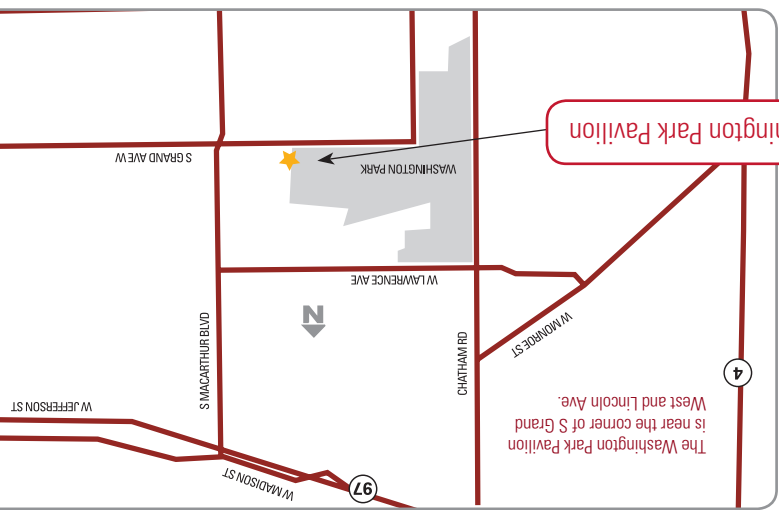 97
W MADISON ST
The Washington Park Pavilion
is near the corner of S Grand
West and Lincoln Ave.
W JEFFERSON ST
4
CHATHAM RD
S MACARTHUR BLVD
W MONROE ST
N
W LAWRENCE AVE
WASHINGTON PARK
S GRAND AVE W
ington Park Pavilion